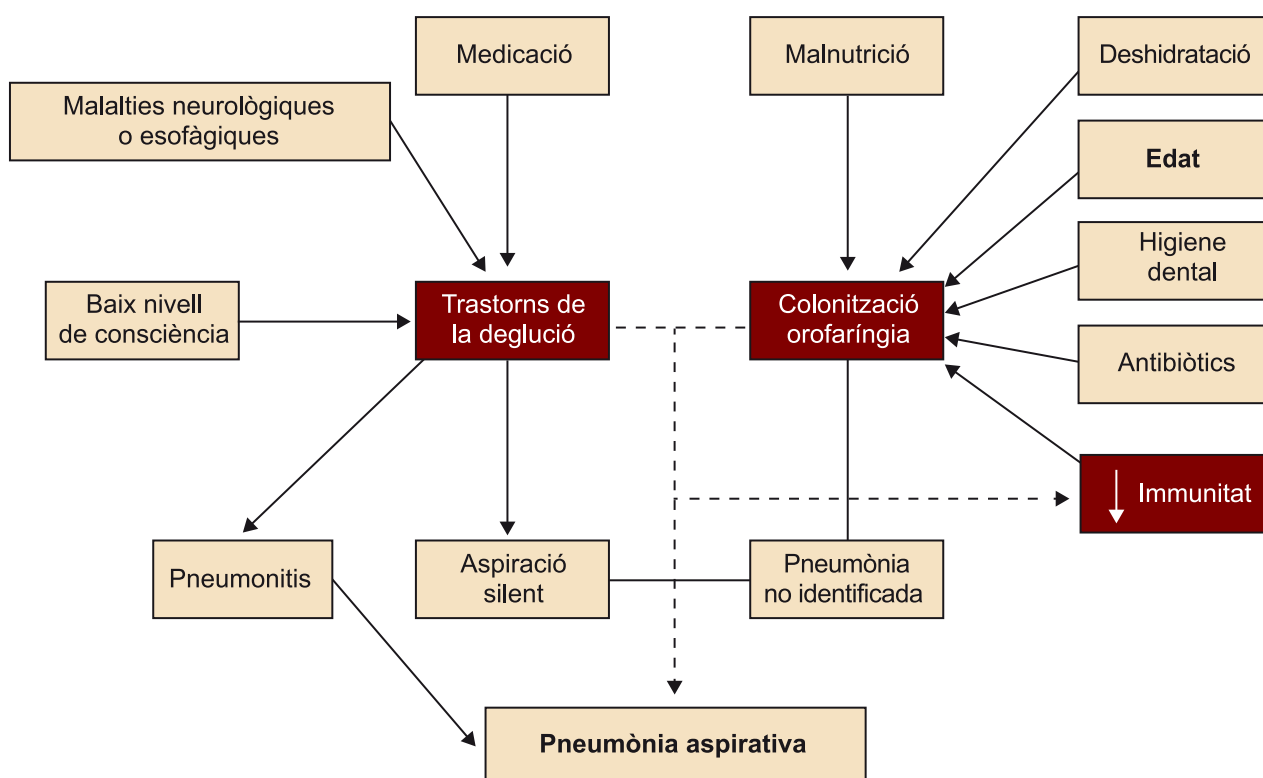 Medicació
Malnutrició
Deshidratació
Malalties neurològiques
o esofàgiques
Edat
Higiene
dental
Baix nivell
de consciència
Trastorns de
la deglució
Colonització
orofaríngia
Antibiòtics
Immunitat
Pneumonitis
Aspiració
silent
Pneumònia
no identificada
Pneumònia aspirativa